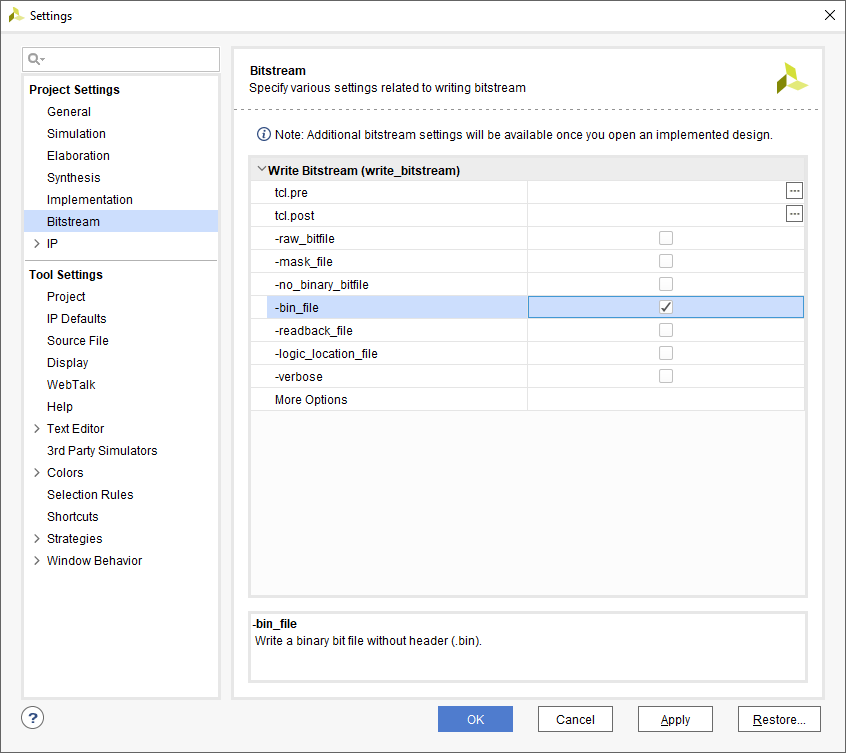 Settings
Project Settings
General
Simulation
Elaboration
Synthesis
Implementation
Bitstream
IP
Tool Settings
Project
IP Defaults
Source File
Display
WebTalk
Help
Text Editor
3rd Party Simulators
Colors
Selection Rules
Shortcuts
Strategies
Window Behavior
Bitstream
Specify various settings related to writing bitstream
Note: Additional bitstream settings will be available once you open an implemented design.
Write Bitstream (write_bitstream)
tcl.pre
tcl.post
-raw_bitfile
-mask_file
-no_binary_bitfile
-bin_file
-readback_file
-logic_location_file
-verbose
More Options
-bin_file
Write a binary bit file without header (.bin).
?
OK
Cancel
Apply
Restore...